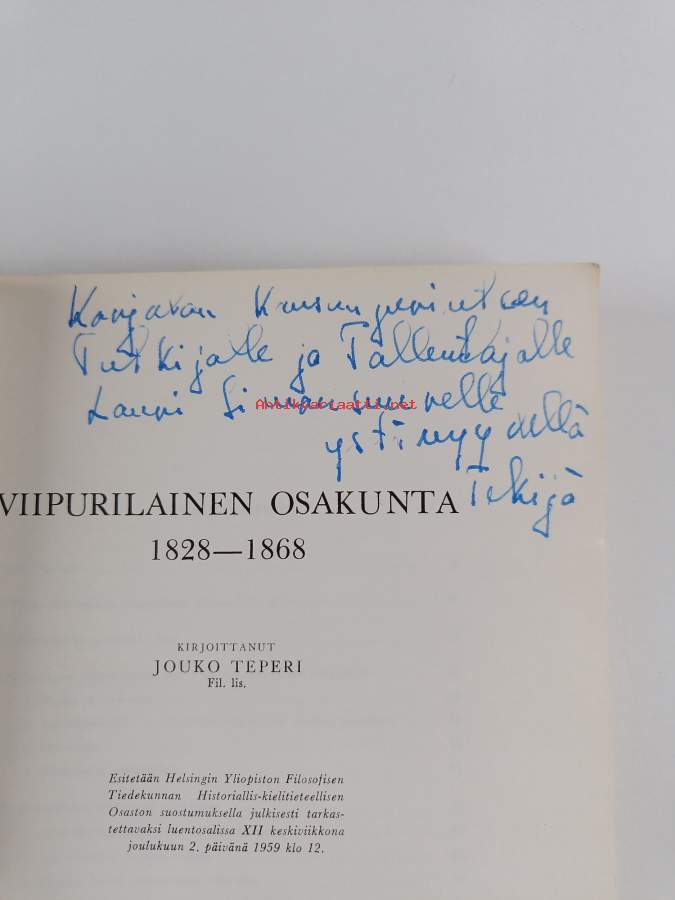 Karjalan Kansanperinteen
Tutkijalle ja Tallentajalle
Lauri Simonsuurelle
ystävyydellä
Tekijä
Antikvariaatti.net
VIIPURILAINEN OSAKUNTA
1828—1868
KIRJOITTANUT
JOUKO TEPERI
Fil. lis.
Esitetään Helsingin Yliopiston Filosofisen
Tiedekunnan Historiallis-kielitieteellisen
Osaston suostumuksella julkisesti tarkas-
tettavaksi luentosalissa XII keskiviikkona
joulukuun 2. päivänä 1959 klo 12.